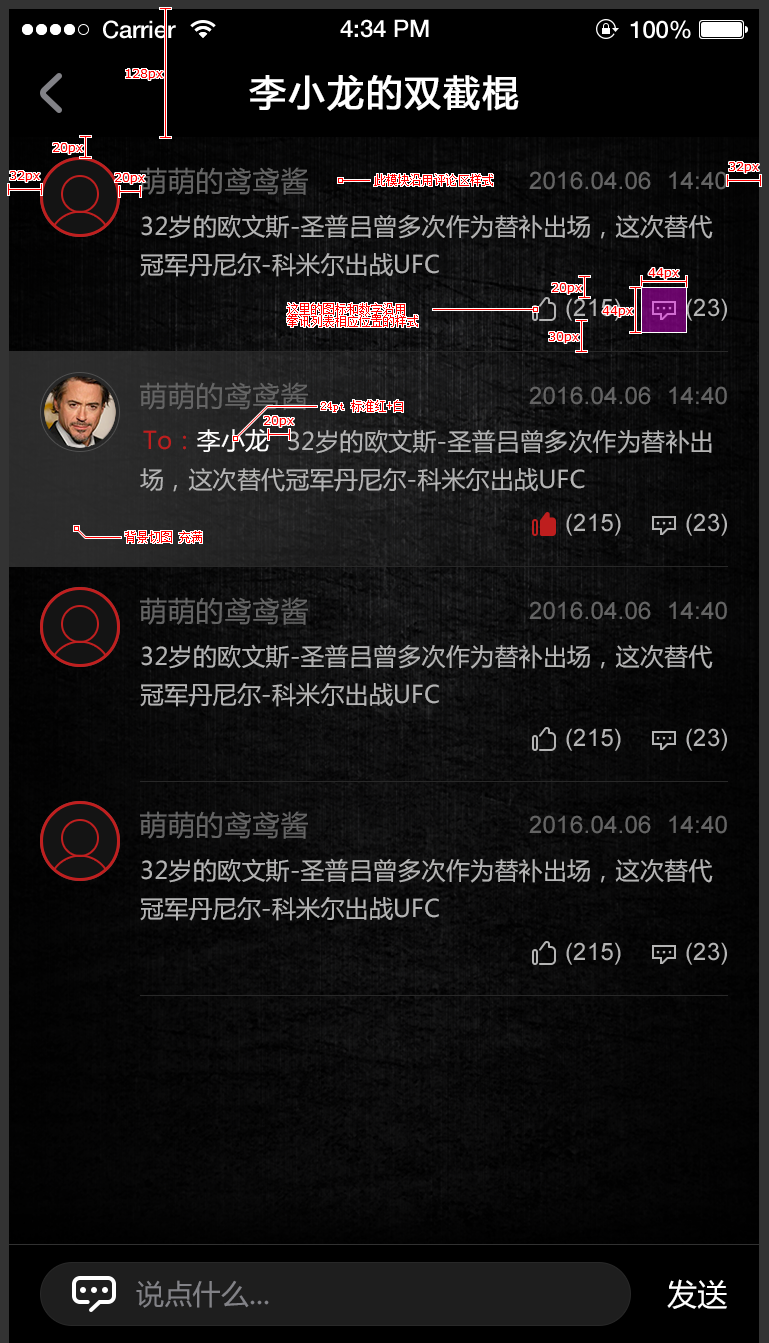 Carrier 4:34 PM 100%
128px
李小龙的双截棍
20px
32px 20px 32px
萌萌的鸢鸢酱 此模块沿用评论区样式 2016.04.06 14:40
32岁的欧文斯-圣普吕曾多次作为替补出场，这次替代
冠军丹尼尔-科米尔出战UFC
44px
20px
这里的图标和数字沿用
拳讯列表相应位置的样式
(215) 44px (23)
30px
萌萌的鸢鸢酱 2016.04.06 14:40
24pt 标准红+白
20px
To：李小龙 32岁的欧文斯-圣普吕曾多次作为替补出
场，这次替代冠军丹尼尔-科米尔出战UFC
(215) (23)
背景切图 充满
萌萌的鸢鸢酱 2016.04.06 14:40
32岁的欧文斯-圣普吕曾多次作为替补出场，这次替代
冠军丹尼尔-科米尔出战UFC
(215) (23)
萌萌的鸢鸢酱 2016.04.06 14:40
32岁的欧文斯-圣普吕曾多次作为替补出场，这次替代
冠军丹尼尔-科米尔出战UFC
(215) (23)
说点什么... 发送